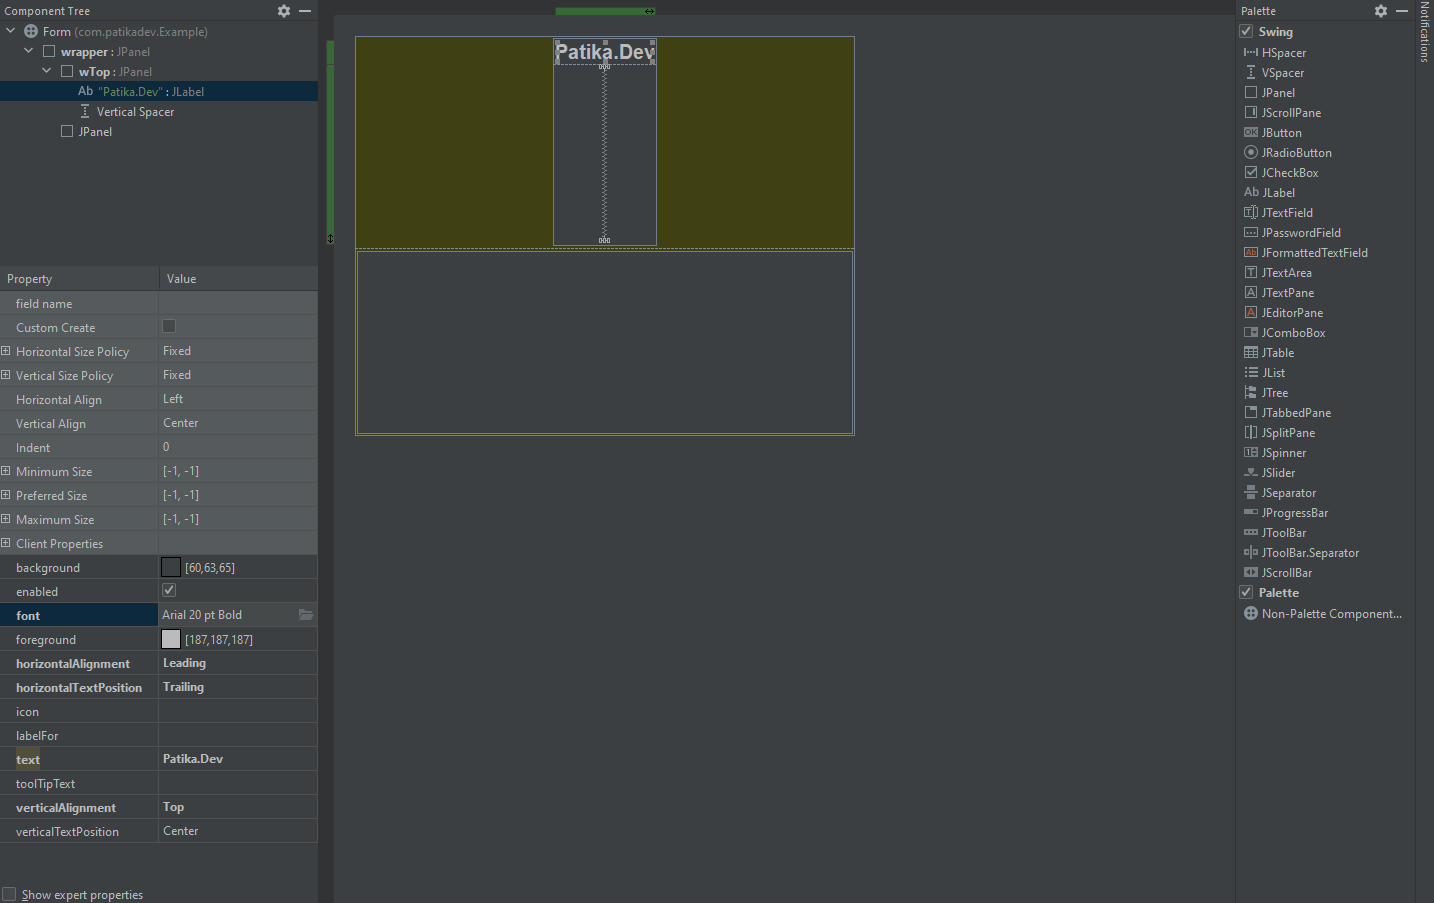 Component Tree
Form (com.patikadev.Example)
wrapper : JPanel
wTop : JPanel
Ab "Patika.Dev" : JLabel
Vertical Spacer
JPanel
Property Value
field name
Custom Create
Horizontal Size Policy Fixed
Vertical Size Policy Fixed
Horizontal Align Left
Vertical Align Center
Indent 0
Minimum Size [-1, -1]
Preferred Size [-1, -1]
Maximum Size [-1, -1]
Client Properties
background [60,63,65]
enabled
font Arial 20 pt Bold
foreground [187,187,187]
horizontalAlignment Leading
horizontalTextPosition Trailing
icon
labelFor
text Patika.Dev
toolTipText
verticalAlignment Top
verticalTextPosition Center
Show expert properties
Patika.Dev
Palette
Swing
HSpacer
VSpacer
JPanel
JScrollPane
OK JButton
JRadioButton
JCheckBox
Ab JLabel
JTextField
JPasswordField
Ab JFormattedTextField
JTextArea
JTextPane
JEditorPane
JComboBox
JTable
JList
JTree
JTabbedPane
JSplitPane
JSpinner
JSlider
JSeparator
JProgressBar
JToolBar
JToolBar.Separator
JScrollBar
Palette
Non-Palette Component...
Notifications